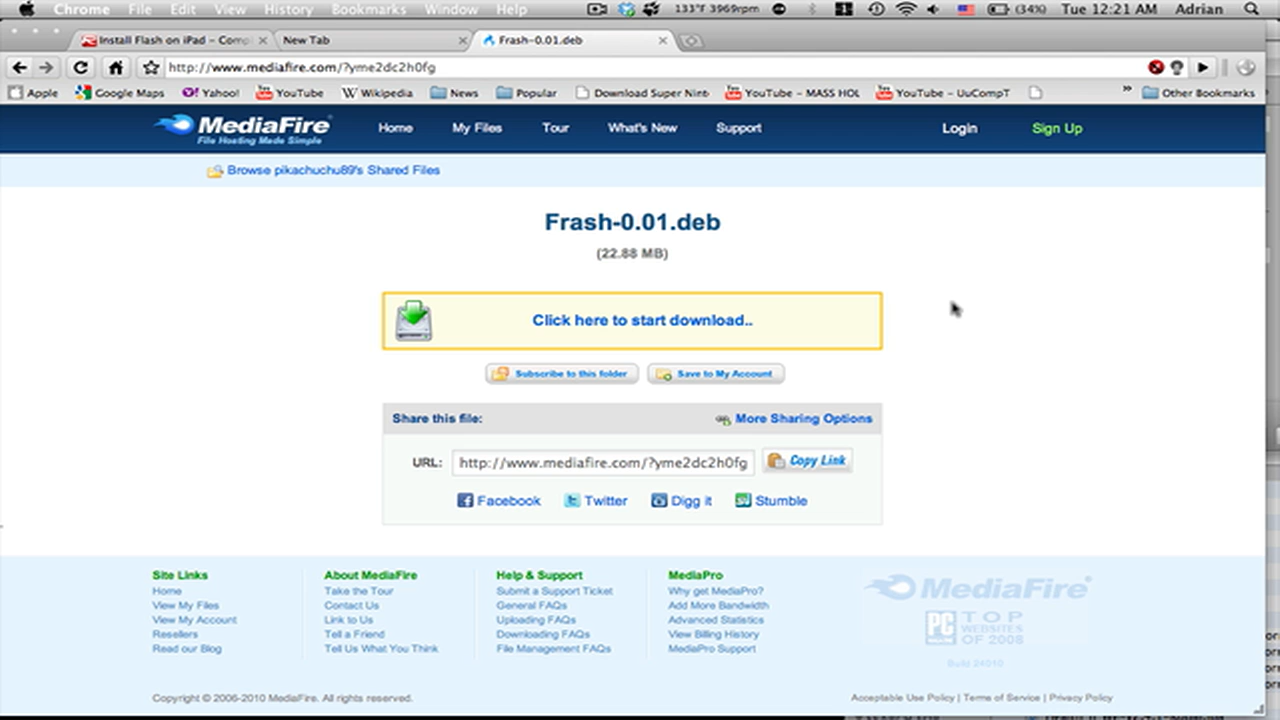 Chrome File Edit View History Bookmarks Window Help 133°F 3969rpm (34%) Tue 12:21 AM Adrian
Install Flash on iPad – Comp New Tab Frash-0.01.deb
http://www.mediafire.com/?yme2dc2h0fg
Apple Google Maps Yahoo! YouTube Wikipedia News Popular Download Super Nint YouTube – MASS HOL YouTube – UuCompT » Other Bookmarks
MediaFire Home My Files Tour What's New Support Login Sign Up
File Hosting Made Simple
Browse pikachuchu89's Shared Files
Frash-0.01.deb
(22.88 MB)
Click here to start download..
Subscribe to this folder Save to My Account
Share this file: More Sharing Options
URL: http://www.mediafire.com/?yme2dc2h0fg Copy Link
Facebook Twitter Digg it Stumble
Site Links About MediaFire Help & Support MediaPro
Home Take the Tour Submit a Support Ticket Why get MediaPro?
View My Files Contact Us General FAQs Add More Bandwidth
View My Account Link to Us Uploading FAQs Advanced Statistics
Resellers Tell a Friend Downloading FAQs View Billing History
Read our Blog Tell Us What You Think File Management FAQs MediaPro Support
MediaFire
PC TOP
WEBSITES
OF 2008
Build 24010
Copyright © 2006-2010 MediaFire. All rights reserved. Acceptable Use Policy | Terms of Service | Privacy Policy